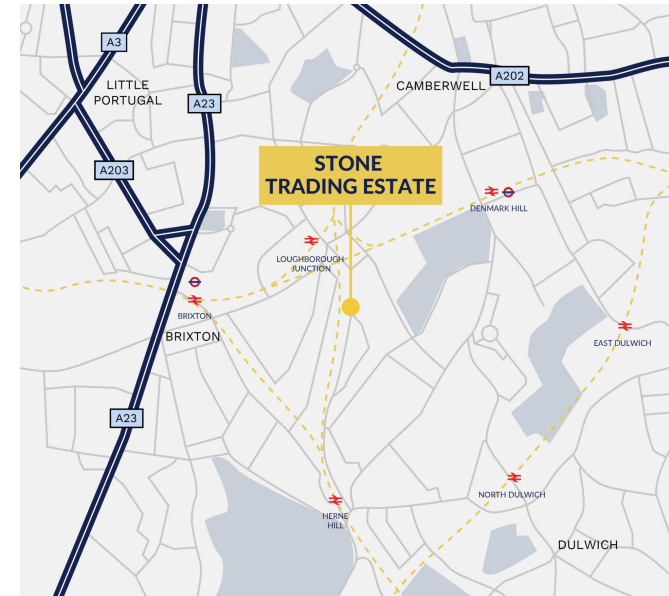 A3
LITTLE
PORTUGAL
A23
CAMBERWELL
A202
STONE
TRADING ESTATE
A203
DENMARK HILL
LOUGHBOROUGH
JUNCTION
BRIXTON
BRIXTON
EAST DULWICH
A23
NORTH DULWICH
HERNE
HILL
DULWICH